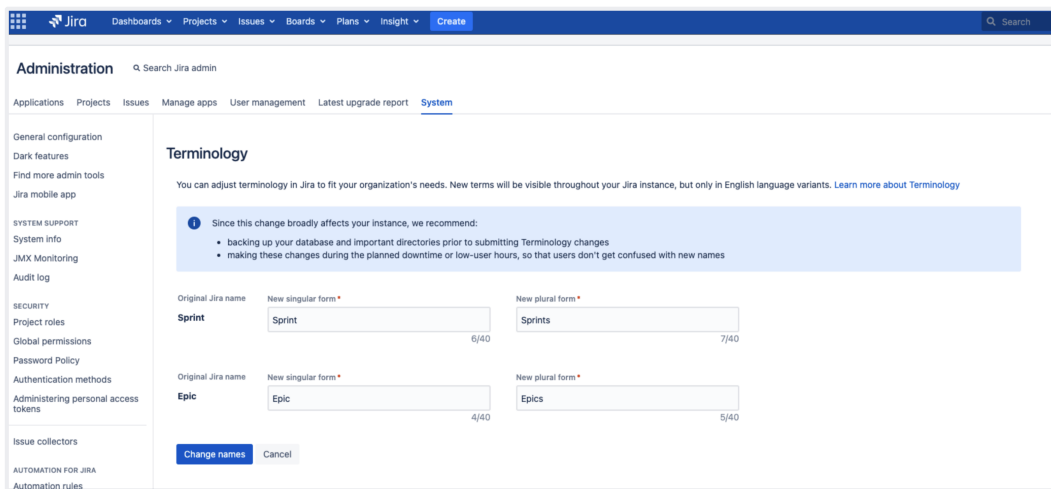 Jira Dashboards Projects Issues Boards Plans Insight Create Search
Administration Search Jira admin
Applications Projects Issues Manage apps User management Latest upgrade report System
General configuration
Dark features
Find more admin tools
Jira mobile app
SYSTEM SUPPORT
System info
JMX Monitoring
Audit log
SECURITY
Project roles
Global permissions
Password Policy
Authentication methods
Administering personal access
tokens
Issue collectors
AUTOMATION FOR JIRA
Automation rules
Terminology
You can adjust terminology in Jira to fit your organization's needs. New terms will be visible throughout your Jira instance, but only in English language variants. Learn more about Terminology
Since this change broadly affects your instance, we recommend:
• backing up your database and important directories prior to submitting Terminology changes
• making these changes during the planned downtime or low-user hours, so that users don't get confused with new names
Original Jira name New singular form* New plural form*
Sprint Sprint Sprints
6/40 7/40
Original Jira name New singular form* New plural form*
Epic Epic Epics
4/40 5/40
Change names Cancel